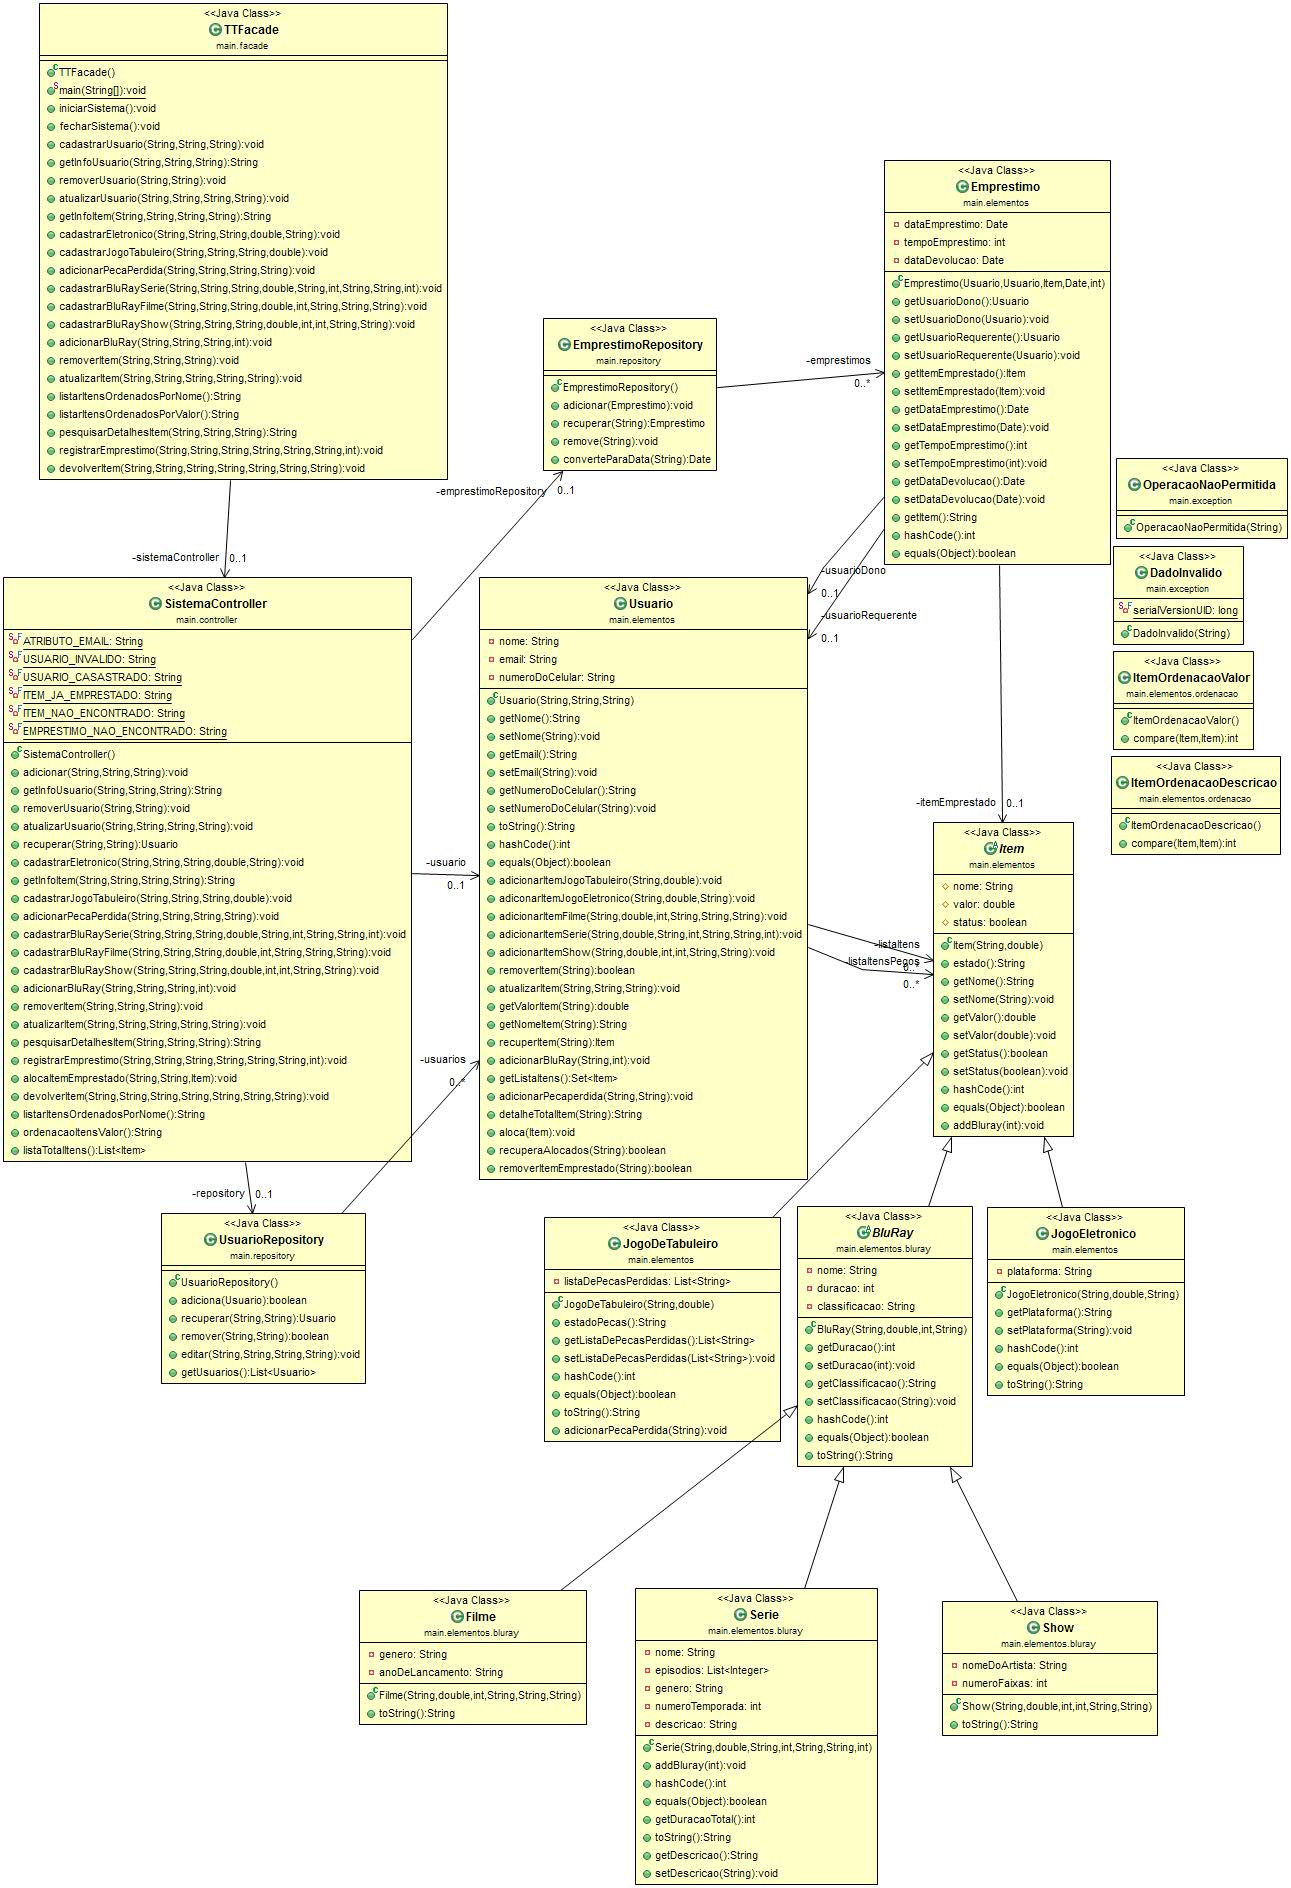 <<Java Class>>
TTFacade
main.facade
TTFacade()
main(String[]):void
iniciarSistema():void
fecharSistema():void
cadastrarUsuario(String,String,String):void
getInfoUsuario(String,String,String):String
removerUsuario(String,String):void
atualizarUsuario(String,String,String,String):void
getInfoItem(String,String,String,String):String
cadastrarEletronico(String,String,String,double,String):void
cadastrarJogoTabuleiro(String,String,String,double):void
adicionarPecaPerdida(String,String,String,String):void
cadastrarBluRaySerie(String,String,String,double,String,int,String,String,int):void
cadastrarBluRayFilme(String,String,String,double,int,String,String,String):void
cadastrarBluRayShow(String,String,String,double,int,int,String,String):void
adicionarBluRay(String,String,String,int):void
removerItem(String,String,String):void
atualizarItem(String,String,String,String,String):void
listarItensOrdenadosPorNome():String
listarItensOrdenadosPorValor():String
pesquisarDetalhesItem(String,String,String):String
registrarEmprestimo(String,String,String,String,String,String,int):void
devolverItem(String,String,String,String,String,String,String):void
-sistemaController
0..1
<<Java Class>>
EmprestimoRepository
main.repository
EmprestimoRepository()
adicionar(Emprestimo):void
recuperar(String):Emprestimo
remove(String):void
converteParaData(String):Date
-emprestimos
0..*
-emprestimoRepository
0..1
<<Java Class>>
Emprestimo
main.elementos
dataEmprestimo: Date
tempoEmprestimo: int
dataDevolucao: Date
Emprestimo(Usuario,Usuario,Item,Date,int)
getUsuarioDono():Usuario
setUsuarioDono(Usuario):void
getUsuarioRequerente():Usuario
setUsuarioRequerente(Usuario):void
getItemEmprestado():Item
setItemEmprestado(Item):void
getDataEmprestimo():Date
setDataEmprestimo(Date):void
getTempoEmprestimo():int
setTempoEmprestimo(int):void
getDataDevolucao():Date
setDataDevolucao(Date):void
getItem():String
hashCode():int
equals(Object):boolean
-usuarioDono
0..1
-usuarioRequerente
0..1
-itemEmprestado
0..1
<<Java Class>>
OperacaoNaoPermitida
main.exception
OperacaoNaoPermitida(String)
<<Java Class>>
DadoInvalido
main.exception
serialVersionUID: long
DadoInvalido(String)
<<Java Class>>
ItemOrdenacaoValor
main.elementos.ordenacao
ItemOrdenacaoValor()
compare(Item,Item):int
<<Java Class>>
ItemOrdenacaoDescricao
main.elementos.ordenacao
ItemOrdenacaoDescricao()
compare(Item,Item):int
<<Java Class>>
SistemaController
main.controller
ATRIBUTO_EMAIL: String
USUARIO_INVALIDO: String
USUARIO_CASASTRADO: String
ITEM_JA_EMPRESTADO: String
ITEM_NAO_ENCONTRADO: String
EMPRESTIMO_NAO_ENCONTRADO: String
SistemaController()
adicionar(String,String,String):void
getInfoUsuario(String,String,String):String
removerUsuario(String,String):void
atualizarUsuario(String,String,String,String):void
recuperar(String,String):Usuario
cadastrarEletronico(String,String,String,double,String):void
getInfoItem(String,String,String,String):String
cadastrarJogoTabuleiro(String,String,String,double):void
adicionarPecaPerdida(String,String,String,String):void
cadastrarBluRaySerie(String,String,String,double,String,int,String,String,int):void
cadastrarBluRayFilme(String,String,String,double,int,String,String,String):void
cadastrarBluRayShow(String,String,String,double,int,int,String,String):void
adicionarBluRay(String,String,String,int):void
removerItem(String,String,String):void
atualizarItem(String,String,String,String,String):void
pesquisarDetalhesItem(String,String,String):String
registrarEmprestimo(String,String,String,String,String,String,int):void
alocaItemEmprestado(String,String,Item):void
devolverItem(String,String,String,String,String,String,String):void
listarItensOrdenadosPorNome():String
ordenacaoItensValor():String
listaTotalItens():List<Item>
-usuario
0..1
-usuarios
0..*
-repository
0..1
<<Java Class>>
Usuario
main.elementos
nome: String
email: String
numeroDoCelular: String
Usuario(String,String,String)
getNome():String
setNome(String):void
getEmail():String
setEmail(String):void
getNumeroDoCelular():String
setNumeroDoCelular(String):void
toString():String
hashCode():int
equals(Object):boolean
adicionarItemJogoTabuleiro(String,double):void
adiconarItemJogoEletronico(String,double,String):void
adicionarItemFilme(String,double,int,String,String,String):void
adicionarItemSerie(String,double,String,int,String,String,int):void
adicionarItemShow(String,double,int,int,String,String):void
removerItem(String):boolean
atualizarItem(String,String,String):void
getValorItem(String):double
getNomeItem(String):String
recuperItem(String):Item
adicionarBluRay(String,int):void
getListaItens():Set<Item>
adicionarPecaperdida(String,String):void
detalheTotalItem(String):String
aloca(Item):void
recuperaAlocados(String):boolean
removerItemEmprestado(String):boolean
-listaItens
0..*
-listaItensPegos
0..*
<<Java Class>>
Item
main.elementos
nome: String
valor: double
status: boolean
Item(String,double)
estado():String
getNome():String
setNome(String):void
getValor():double
setValor(double):void
getStatus():boolean
setStatus(boolean):void
hashCode():int
equals(Object):boolean
addBluray(int):void
<<Java Class>>
UsuarioRepository
main.repository
UsuarioRepository()
adiciona(Usuario):boolean
recuperar(String,String):Usuario
remover(String,String):boolean
editar(String,String,String,String):void
getUsuarios():List<Usuario>
<<Java Class>>
JogoDeTabuleiro
main.elementos
listaDePecasPerdidas: List<String>
JogoDeTabuleiro(String,double)
estadoPecas():String
getListaDePecasPerdidas():List<String>
setListaDePecasPerdidas(List<String>):void
hashCode():int
equals(Object):boolean
toString():String
adicionarPecaPerdida(String):void
<<Java Class>>
BluRay
main.elementos.bluray
nome: String
duracao: int
classificacao: String
BluRay(String,double,int,String)
getDuracao():int
setDuracao(int):void
getClassificacao():String
setClassificacao(String):void
hashCode():int
equals(Object):boolean
toString():String
<<Java Class>>
JogoEletronico
main.elementos
plataforma: String
JogoEletronico(String,double,String)
getPlataforma():String
setPlataforma(String):void
hashCode():int
equals(Object):boolean
toString():String
<<Java Class>>
Filme
main.elementos.bluray
genero: String
anoDeLancamento: String
Filme(String,double,int,String,String,String)
toString():String
<<Java Class>>
Serie
main.elementos.bluray
nome: String
episodios: List<Integer>
genero: String
numeroTemporada: int
descricao: String
Serie(String,double,String,int,String,String,int)
addBluray(int):void
hashCode():int
equals(Object):boolean
getDuracaoTotal():int
toString():String
getDescricao():String
setDescricao(String):void
<<Java Class>>
Show
main.elementos.bluray
nomeDoArtista: String
numeroFaixas: int
Show(String,double,int,int,String,String)
toString():String